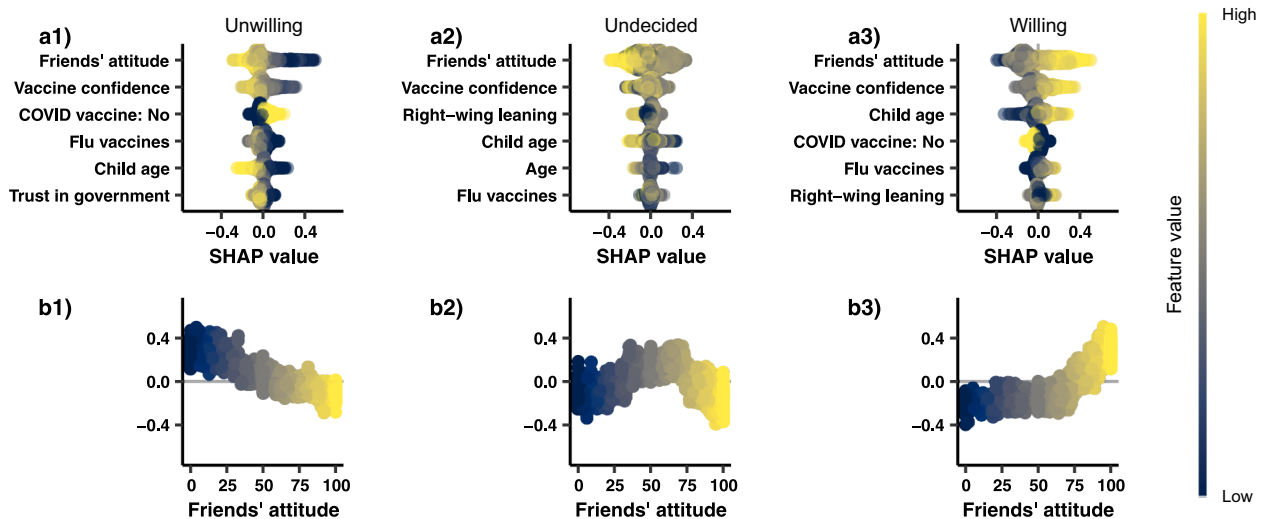 Unwilling
Undecided
Willing
High
a1)
a2)
a3)
Friends' attitude
Vaccine confidence
COVID vaccine: No
Flu vaccines
Child age
Trust in government
−0.4 0.0 0.4
SHAP value
Friends' attitude
Vaccine confidence
Right−wing leaning
Child age
Age
Flu vaccines
−0.4 0.0 0.4
SHAP value
Friends' attitude
Vaccine confidence
Child age
COVID vaccine: No
Flu vaccines
Right−wing leaning
−0.4 0.0 0.4
SHAP value
Feature value
b1)
0.4
0.0
−0.4
0 25 50 75 100
Friends' attitude
b2)
0.4
0.0
−0.4
0 25 50 75 100
Friends' attitude
b3)
0.4
0.0
−0.4
0 25 50 75 100
Friends' attitude
Low